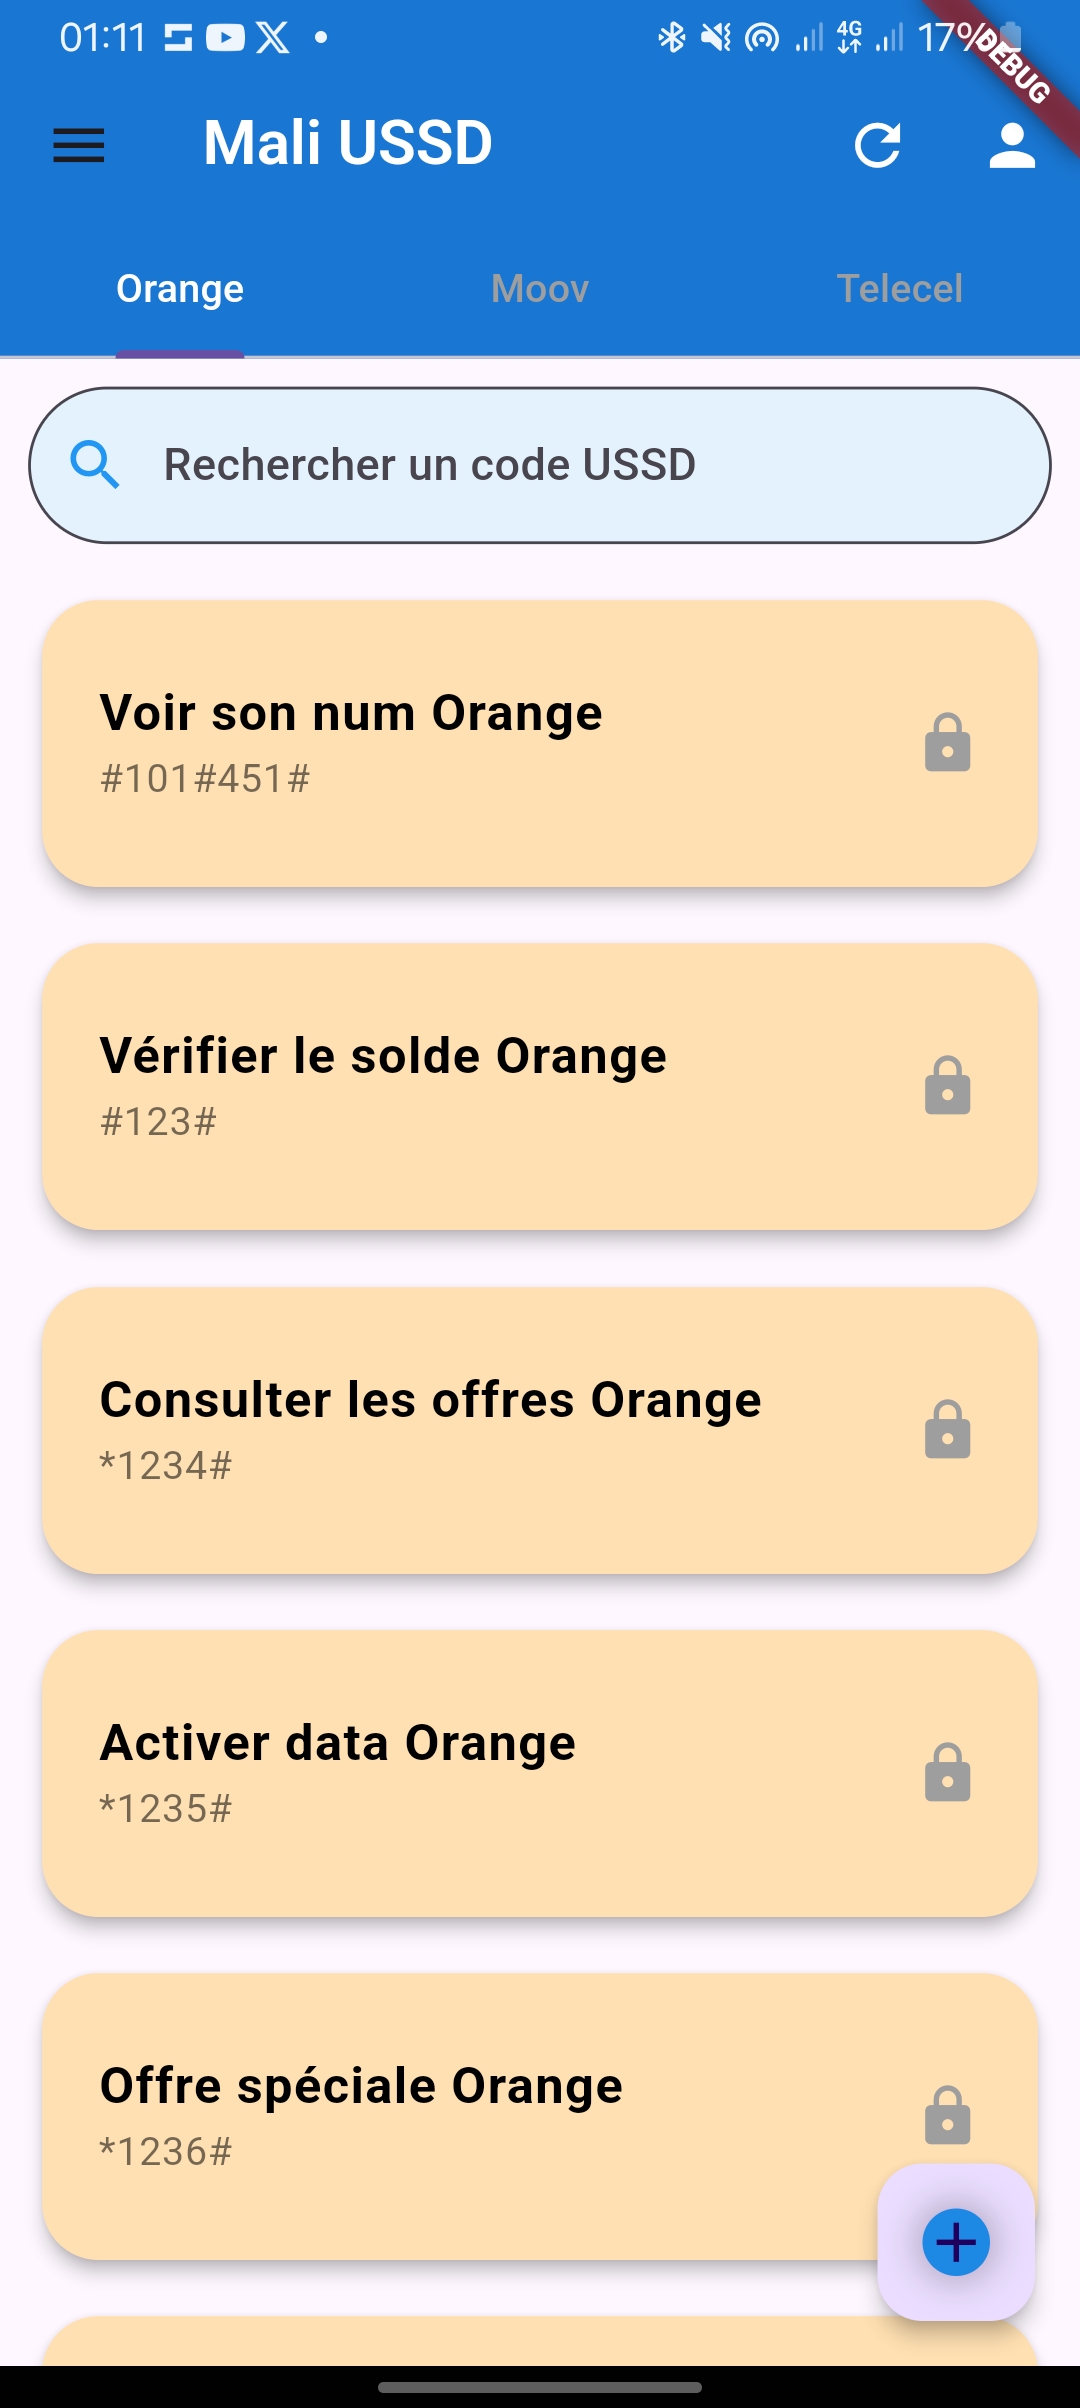 01:11
4G
17%
DEBUG
Mali USSD
Orange
Moov
Telecel
Rechercher un code USSD
Voir son num Orange
#101#451#
Vérifier le solde Orange
#123#
Consulter les offres Orange
*1234#
Activer data Orange
*1235#
Offre spéciale Orange
*1236#